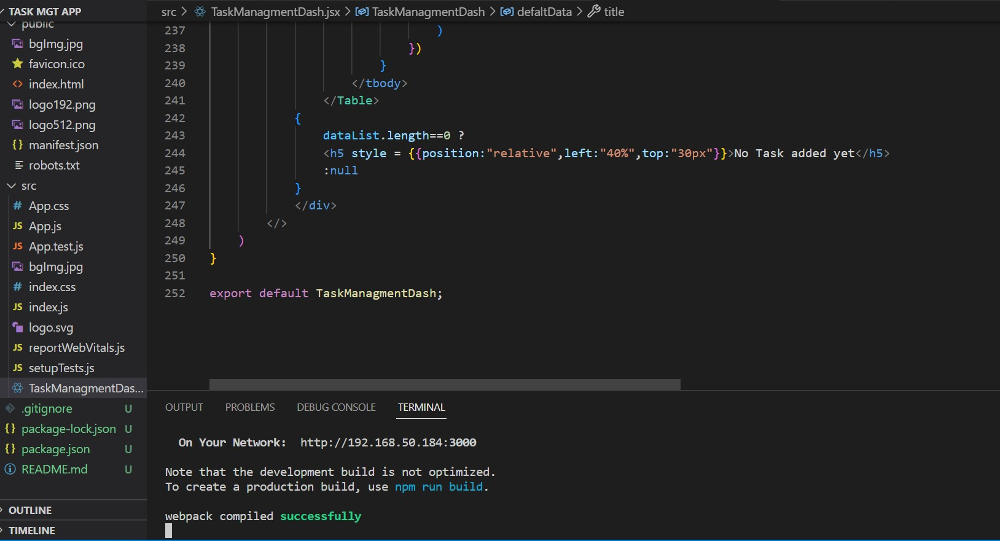 TASK MGT APP
public
bgImg.jpg
favicon.ico
index.html
logo192.png
logo512.png
manifest.json
robots.txt
src
App.css
App.js
App.test.js
bgImg.jpg
index.css
index.js
logo.svg
reportWebVitals.js
setupTests.js
TaskManagmentDas...
.gitignore U
package-lock.json U
package.json U
README.md U
OUTLINE
TIMELINE
src > TaskManagmentDash.jsx > TaskManagmentDash > defaltData > title
237 )
238 })
239 }
240 </tbody>
241 </Table>
242 {
243 dataList.length==0 ?
244 <h5 style = {{position:"relative",left:"40%",top:"30px"}}>No Task added yet</h5>
245 :null
246 }
247 </div>
248 </>
249 )
250 }
251
252 export default TaskManagmentDash;
OUTPUT PROBLEMS DEBUG CONSOLE TERMINAL
On Your Network: http://192.168.50.184:3000
Note that the development build is not optimized.
To create a production build, use npm run build.
webpack compiled successfully